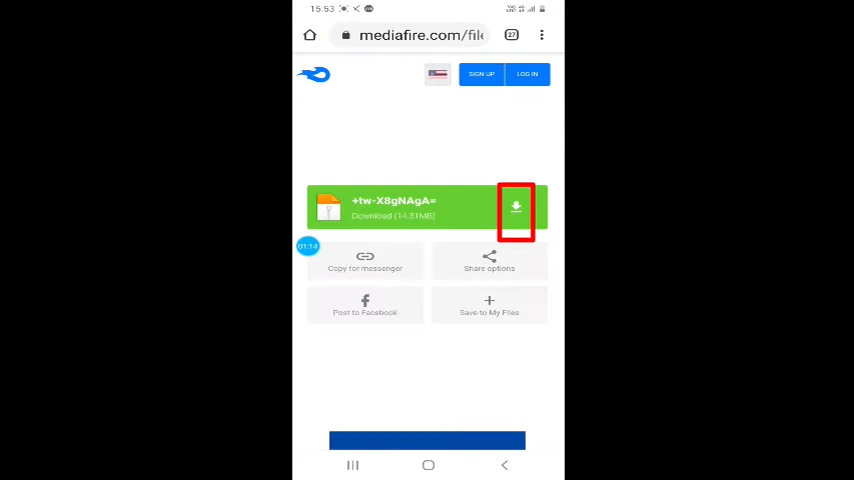 15.53
mediafire.com/file
27
SIGN UP
LOG IN
+tw-X8gNAgA=
Download (14.31MB)
01:14
Copy for messenger
Share options
Post to Facebook
Save to My Files